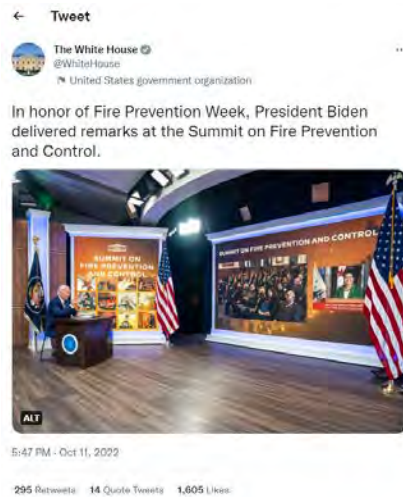 Tweet
The White House
@WhiteHouse
United States government organization
In honor of Fire Prevention Week, President Biden
delivered remarks at the Summit on Fire Prevention
and Control.
SUMMIT ON
FIRE PREVENTION
AND CONTROL
SUMMIT ON FIRE PREVENTION AND CONTROL
ALT
5:47 PM - Oct 11, 2022
295 Retweets 14 Quote Tweets 1,605 Likes